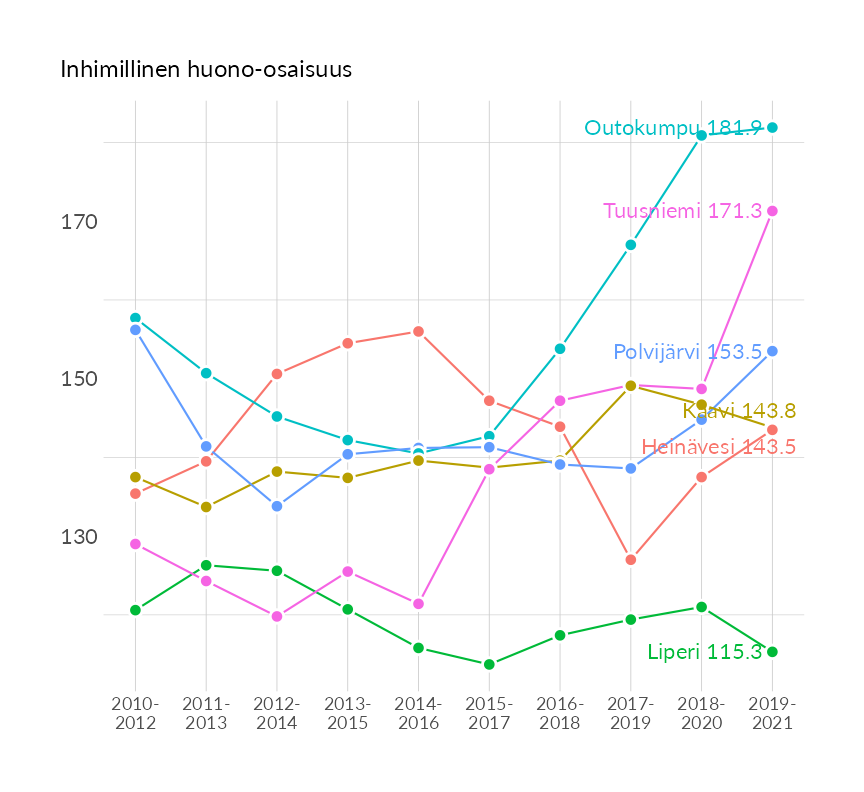 Inhimillinen huono-osaisuus
Outokumpu 181.9
170
Tuusniemi 171.3
Polvijärvi 153.5
150
Kaavi 143.8
Heinävesi 143.5
130
Liperi 115.3
2010- 2011- 2012- 2013- 2014- 2015- 2016- 2017- 2018- 2019-
2012 2013 2014 2015 2016 2017 2018 2019 2020 2021